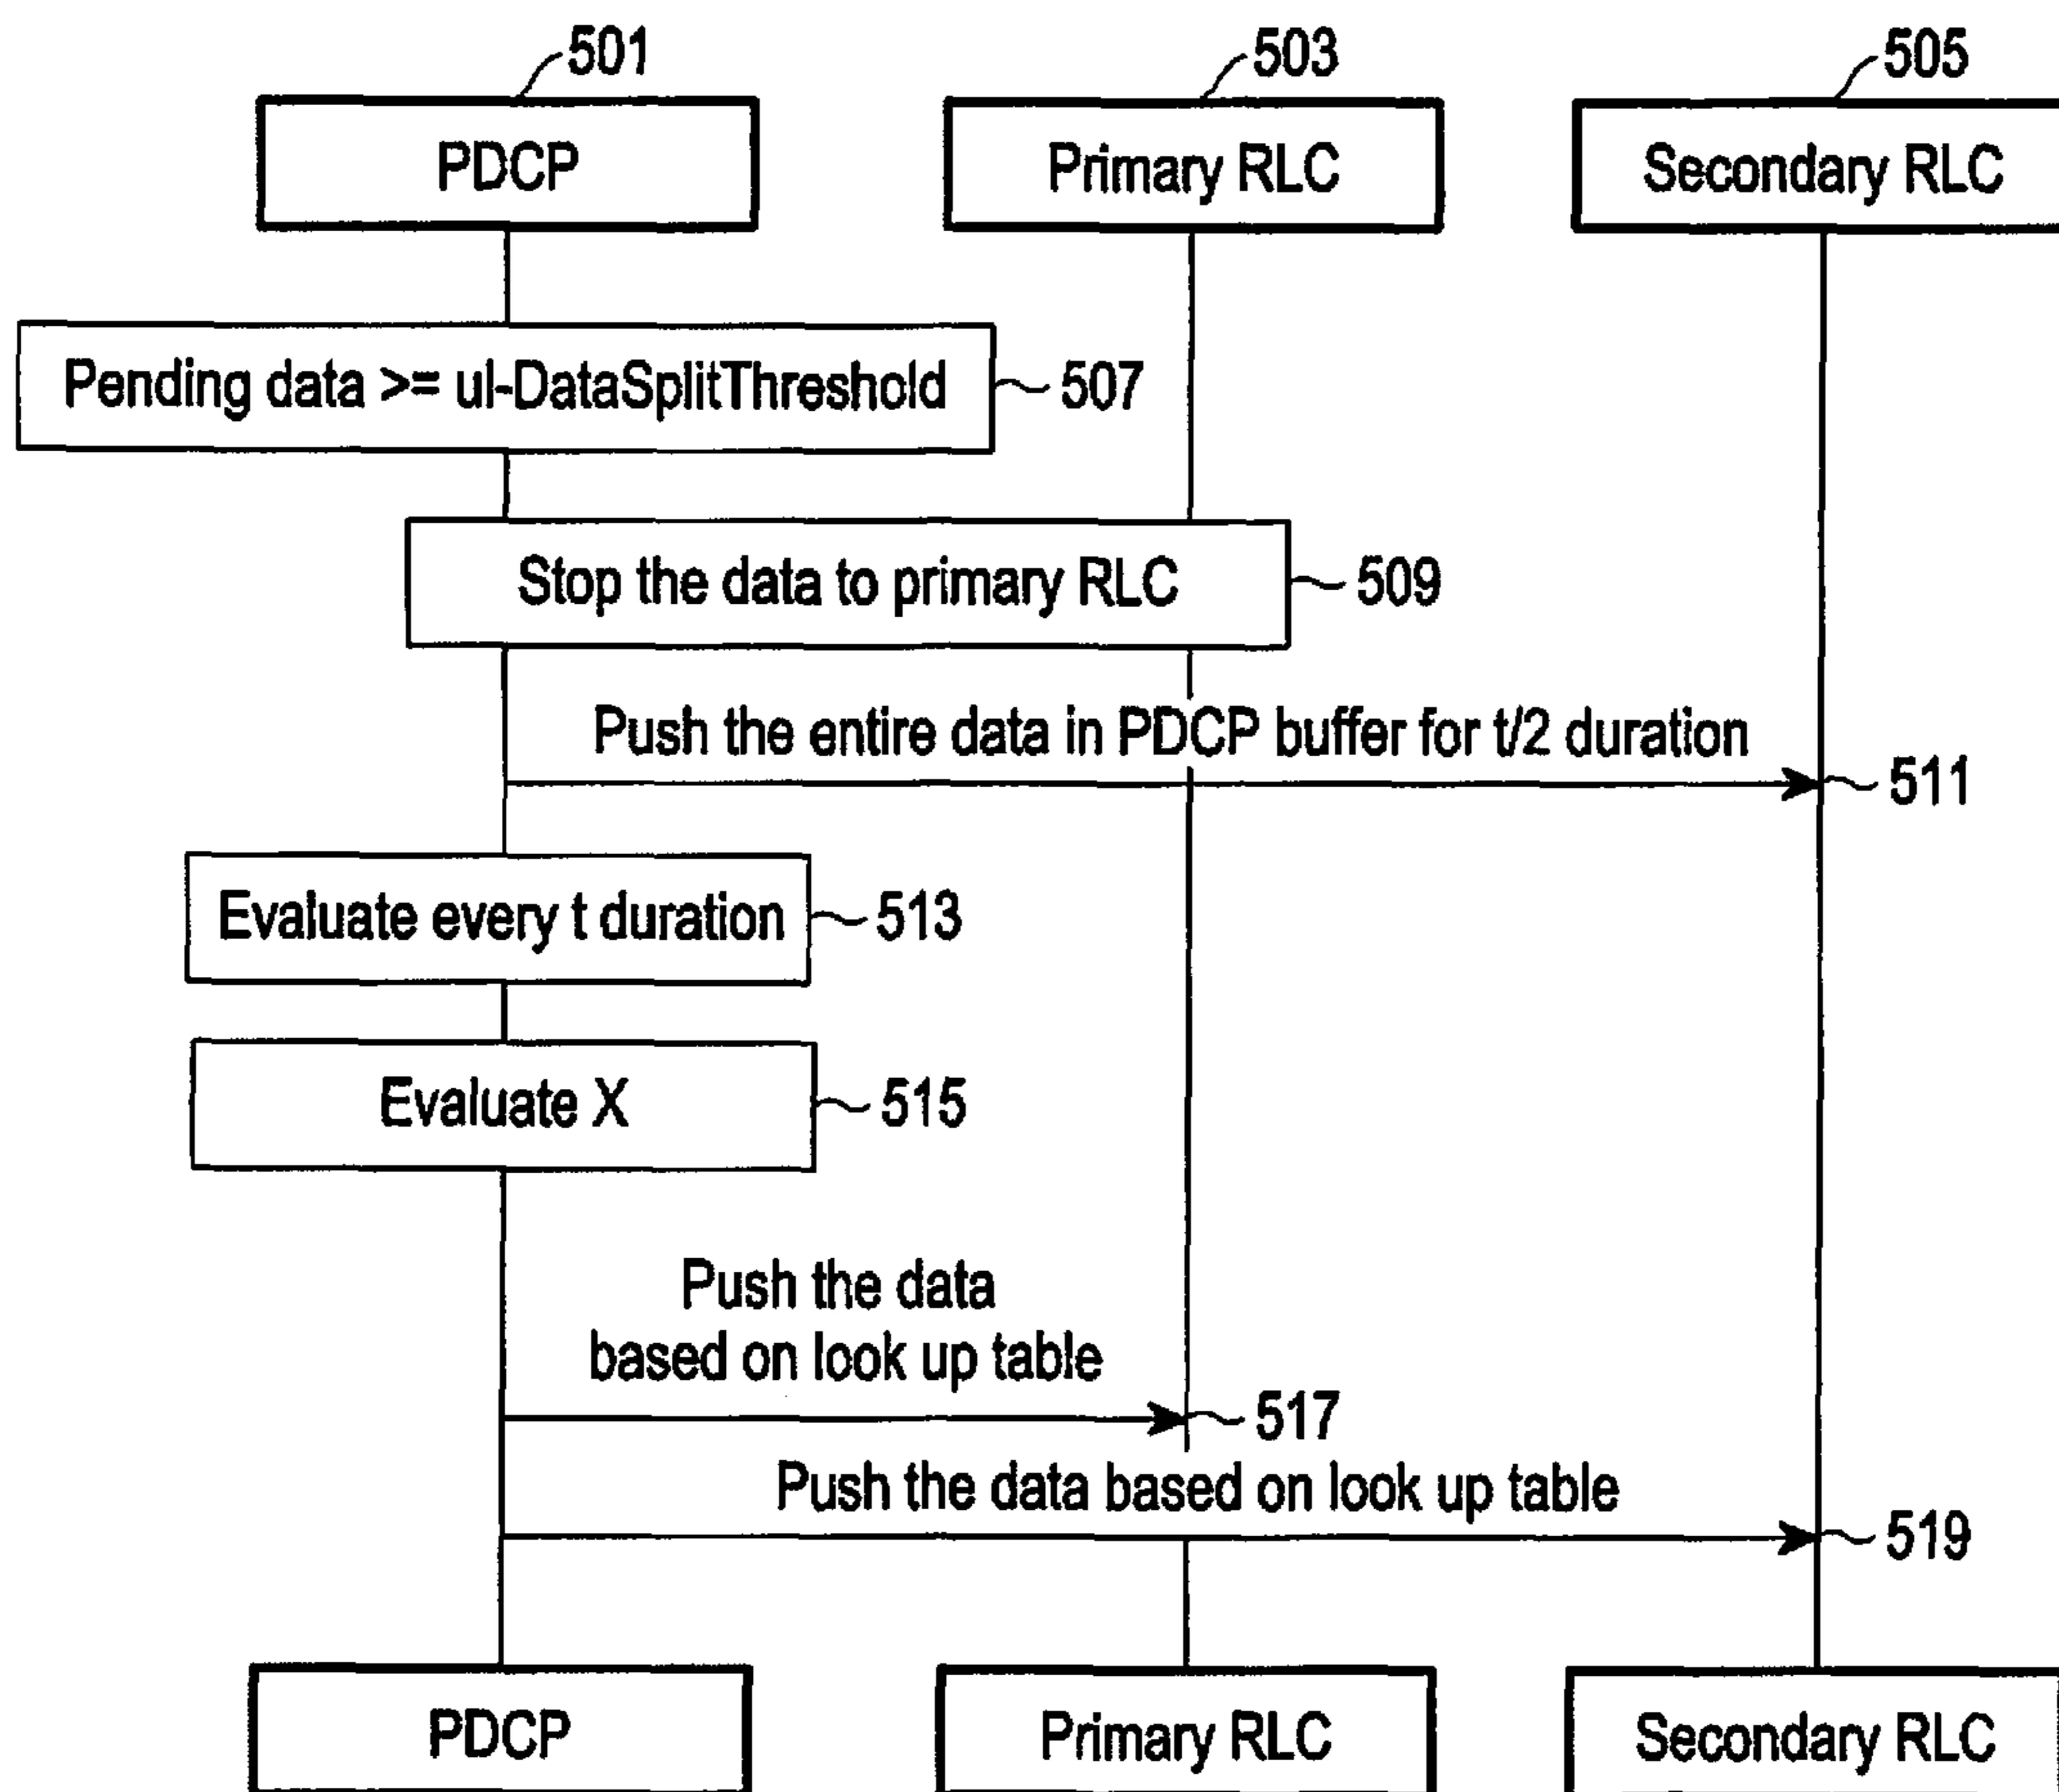 501
503
505
PDCP
Primary RLC
Secondary RLC
Pending data >= ul-DataSplitThreshold
507
Stop the data to primary RLC
509
Push the entire data in PDCP buffer for t/2 duration
511
Evaluate every t duration
513
Evaluate X
515
Push the data
based on look up table
517
Push the data based on look up table
519
PDCP
Primary RLC
Secondary RLC